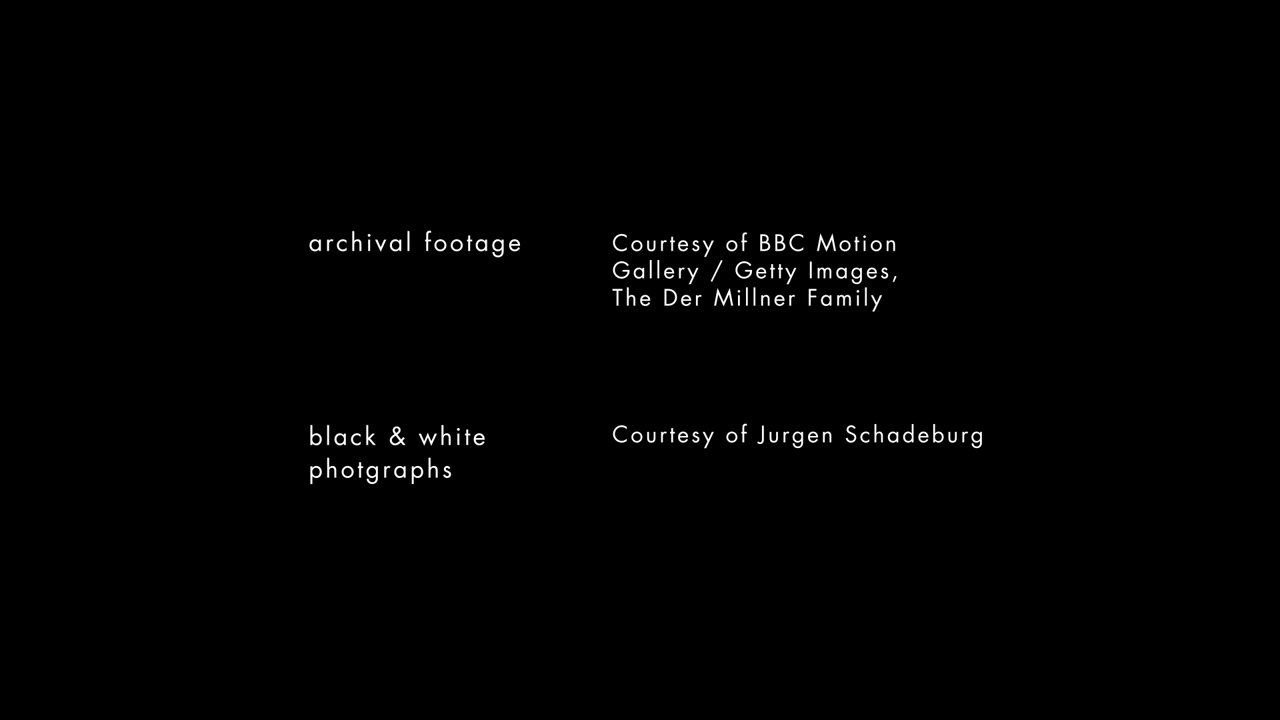 archival footage
Courtesy of BBC Motion
Gallery / Getty Images,
The Der Millner Family
black & white
photgraphs
Courtesy of Jurgen Schadeburg